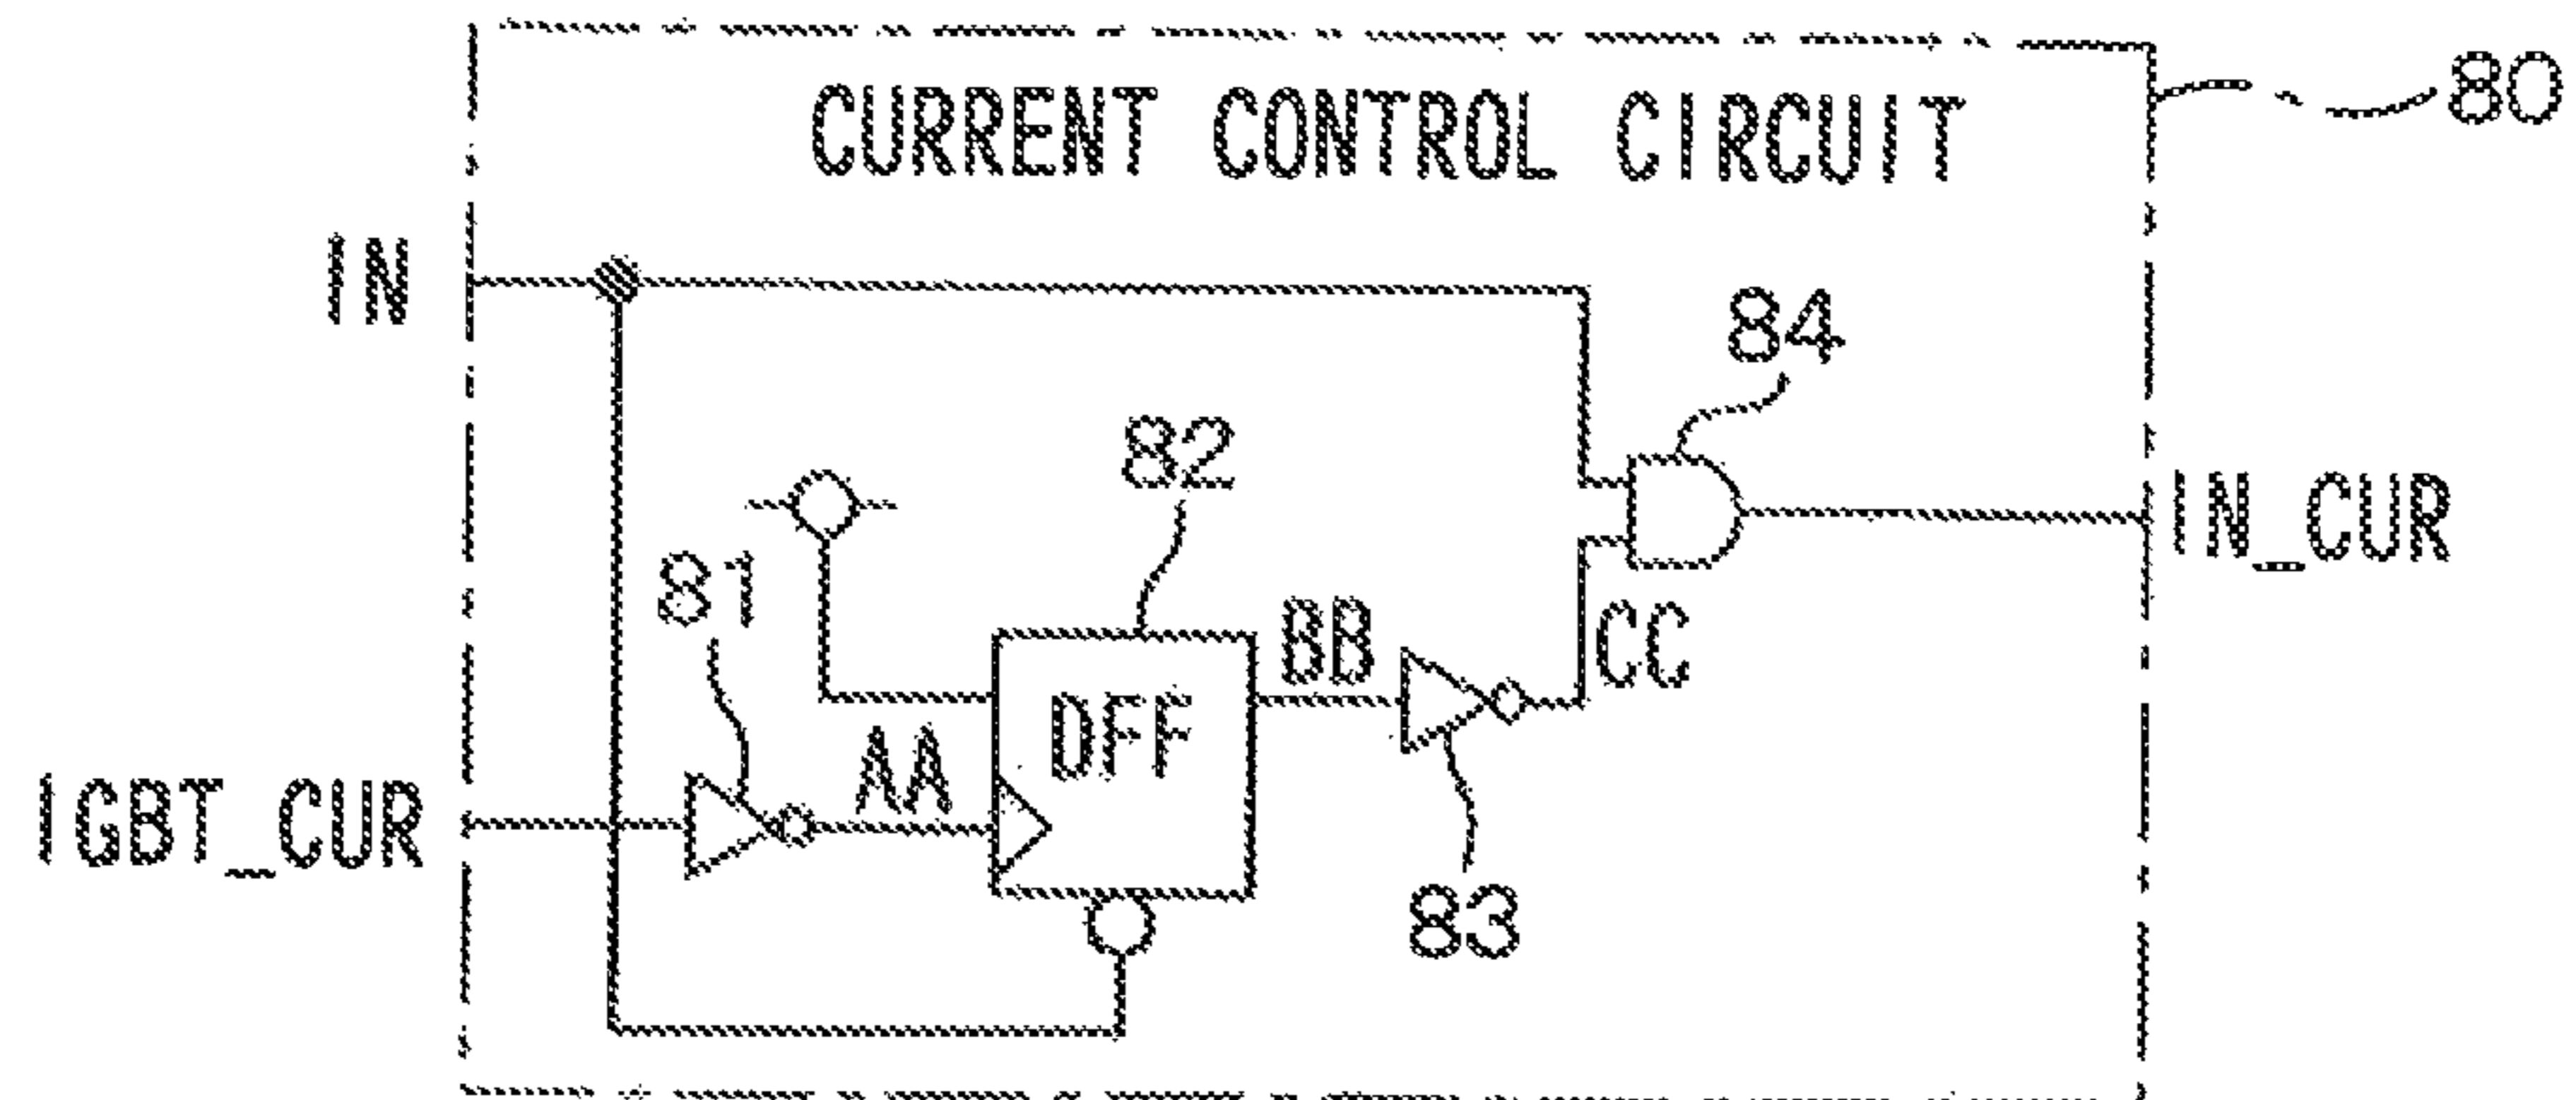 CURRENT CONTROL CIRCUIT
80
IN
84
82
IN_CUR
81
BB
CC
DFF
AA
IGBT_CUR
83